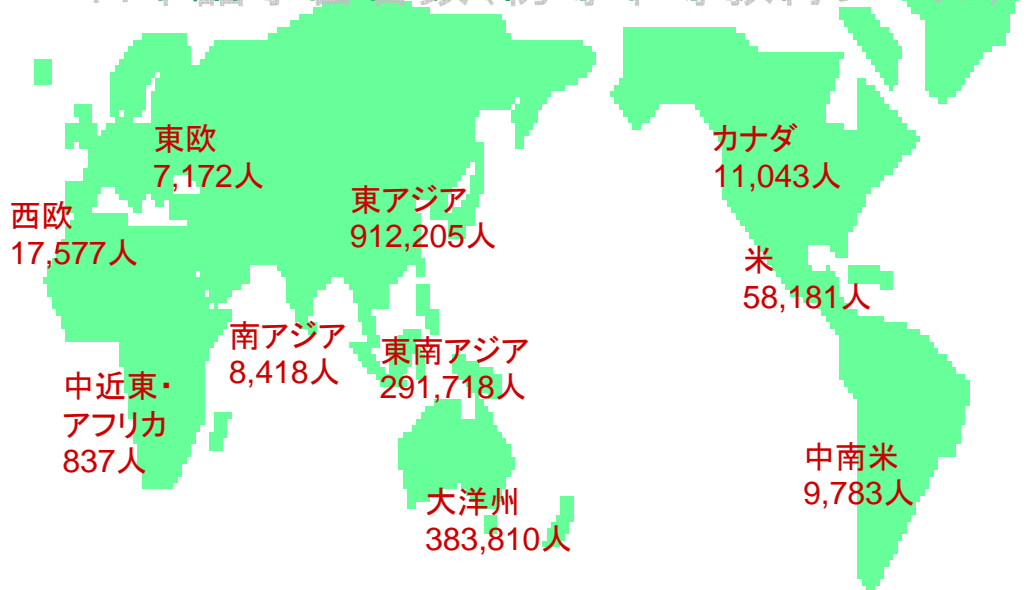 東欧
7,172人
カナダ
11,043人
東アジア
912,205人
西欧
17,577人
米
58,181人
南アジア
8,418人
東南アジア
291,718人
中近東・
アフリカ
837人
中南米
9,783人
大洋州
383,810人